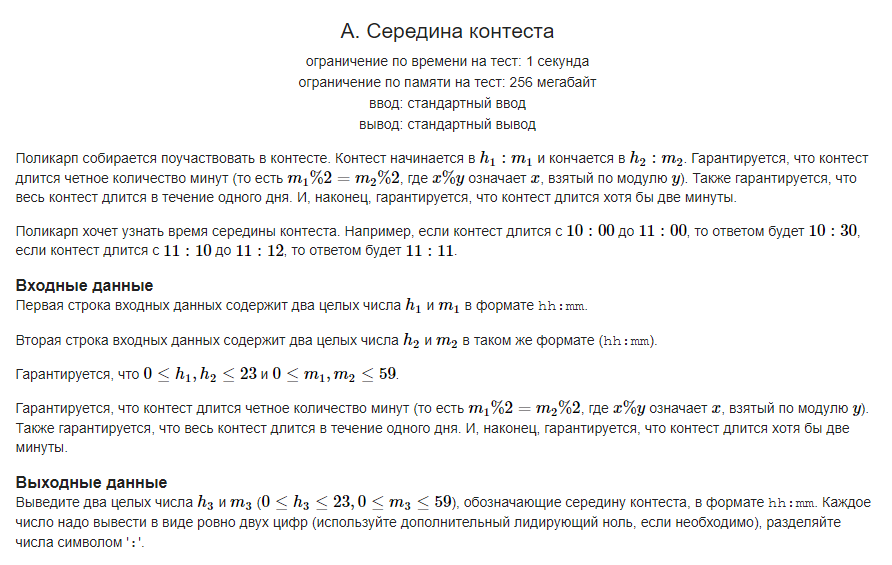 A. Середина контеста
ограничение по времени на тест: 1 секунда
ограничение по памяти на тест: 256 мегабайт
ввод: стандартный ввод
вывод: стандартный вывод
Поликарп собирается поучаствовать в контесте. Контест начинается в h₁ : m₁ и кончается в h₂ : m₂. Гарантируется, что контест
длится четное количество минут (то есть m₁%2 = m₂%2, где x%y означает x, взятый по модулю y). Также гарантируется, что
весь контест длится в течение одного дня. И, наконец, гарантируется, что контест длится хотя бы две минуты.
Поликарп хочет узнать время середины контеста. Например, если контест длится с 10 : 00 до 11 : 00, то ответом будет 10 : 30,
если контест длится с 11 : 10 до 11 : 12, то ответом будет 11 : 11.
Входные данные
Первая строка входных данных содержит два целых числа h₁ и m₁ в формате hh:mm.
Вторая строка входных данных содержит два целых числа h₂ и m₂ в таком же формате (hh:mm).
Гарантируется, что 0 ≤ h₁, h₂ ≤ 23 и 0 ≤ m₁, m₂ ≤ 59.
Гарантируется, что контест длится четное количество минут (то есть m₁%2 = m₂%2, где x%y означает x, взятый по модулю y).
Также гарантируется, что весь контест длится в течение одного дня. И, наконец, гарантируется, что контест длится хотя бы две
минуты.
Выходные данные
Выведите два целых числа h₃ и m₃ (0 ≤ h₃ ≤ 23, 0 ≤ m₃ ≤ 59), обозначающие середину контеста, в формате hh:mm. Каждое
число надо вывести в виде ровно двух цифр (используйте дополнительный лидирующий ноль, если необходимо), разделяйте
числа символом ':'.